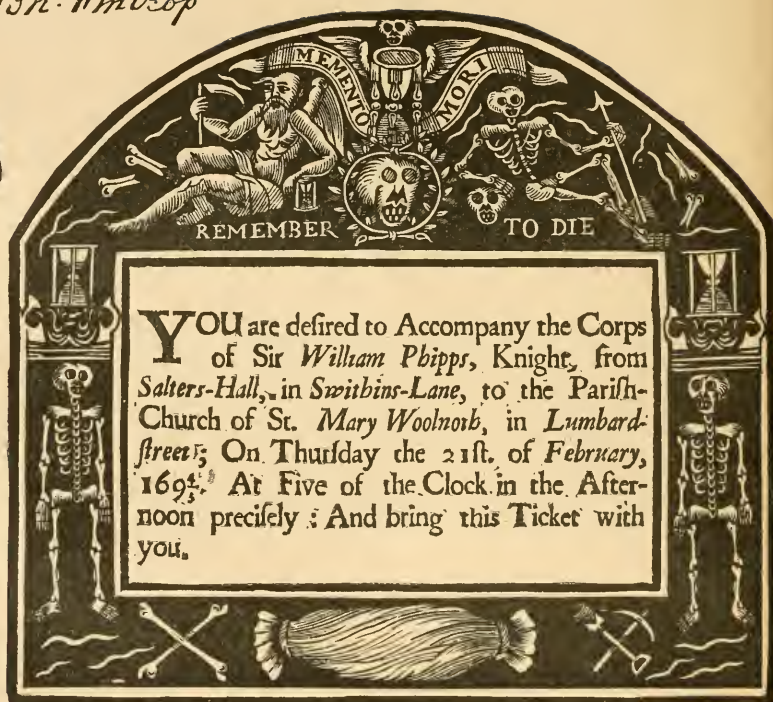 MEMENTO MORI
REMEMBER TO DIE
YOU are deſired to Accompany the Corps
of Sir William Phipps, Knight, from
Salters-Hall, in Swithins-Lane, to the Pariſh-
Church of St. Mary Woolnoth, in Lumbard-
ſtreet; On Thurſday the 21ſt. of February,
169⁴⁄₅. At Five of the Clock in the After-
noon preciſely : And bring this Ticket with
you.